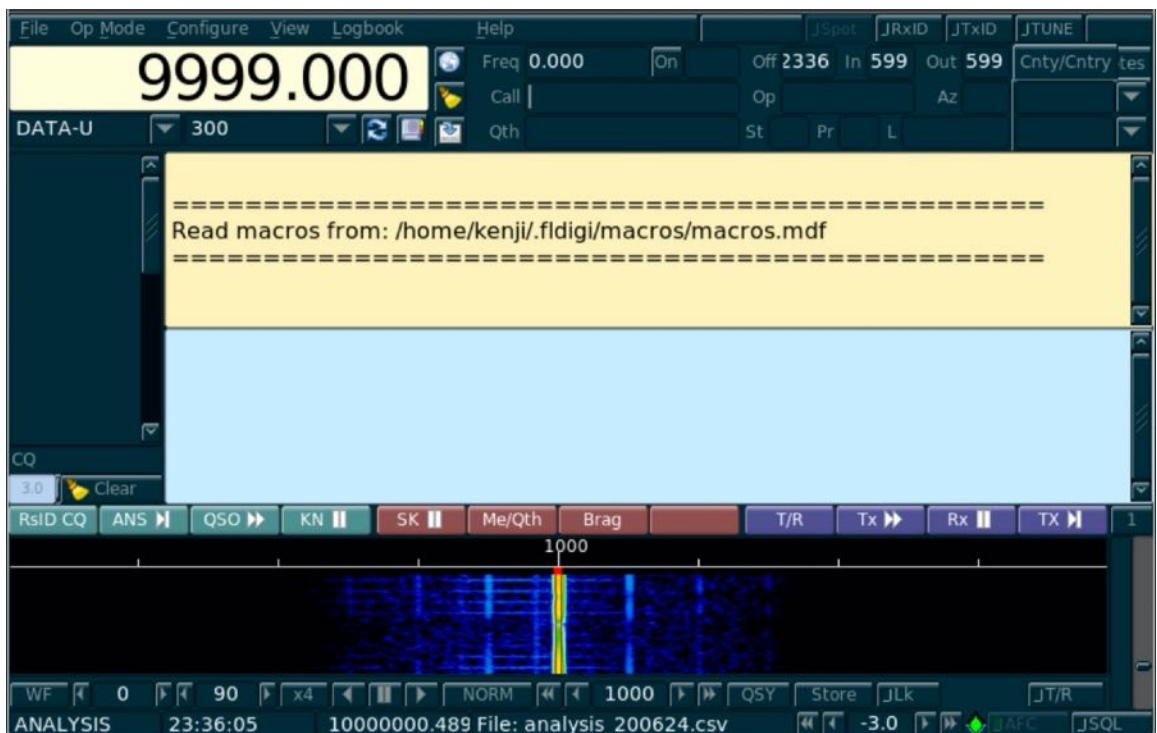 File Op Mode Configure View Logbook Help JSpot JRxID JTxID JTUNE
9999.000 Freq 0.000 On Off 2336 In 599 Out 599 Cnty/Cntry tes
Call Op Az
DATA-U 300 Qth St Pr L
==============================================
Read macros from: /home/kenji/.fldigi/macros/macros.mdf
==============================================
CQ
3.0 Clear
RsID CQ ANS QSO KN SK Me/Qth Brag T/R Tx Rx TX 1
1000
WF 0 90 x4 NORM 1000 QSY Store Lk T/R
ANALYSIS 23:36:05 10000000.489 File: analysis_200624.csv -3.0 AFC SQL